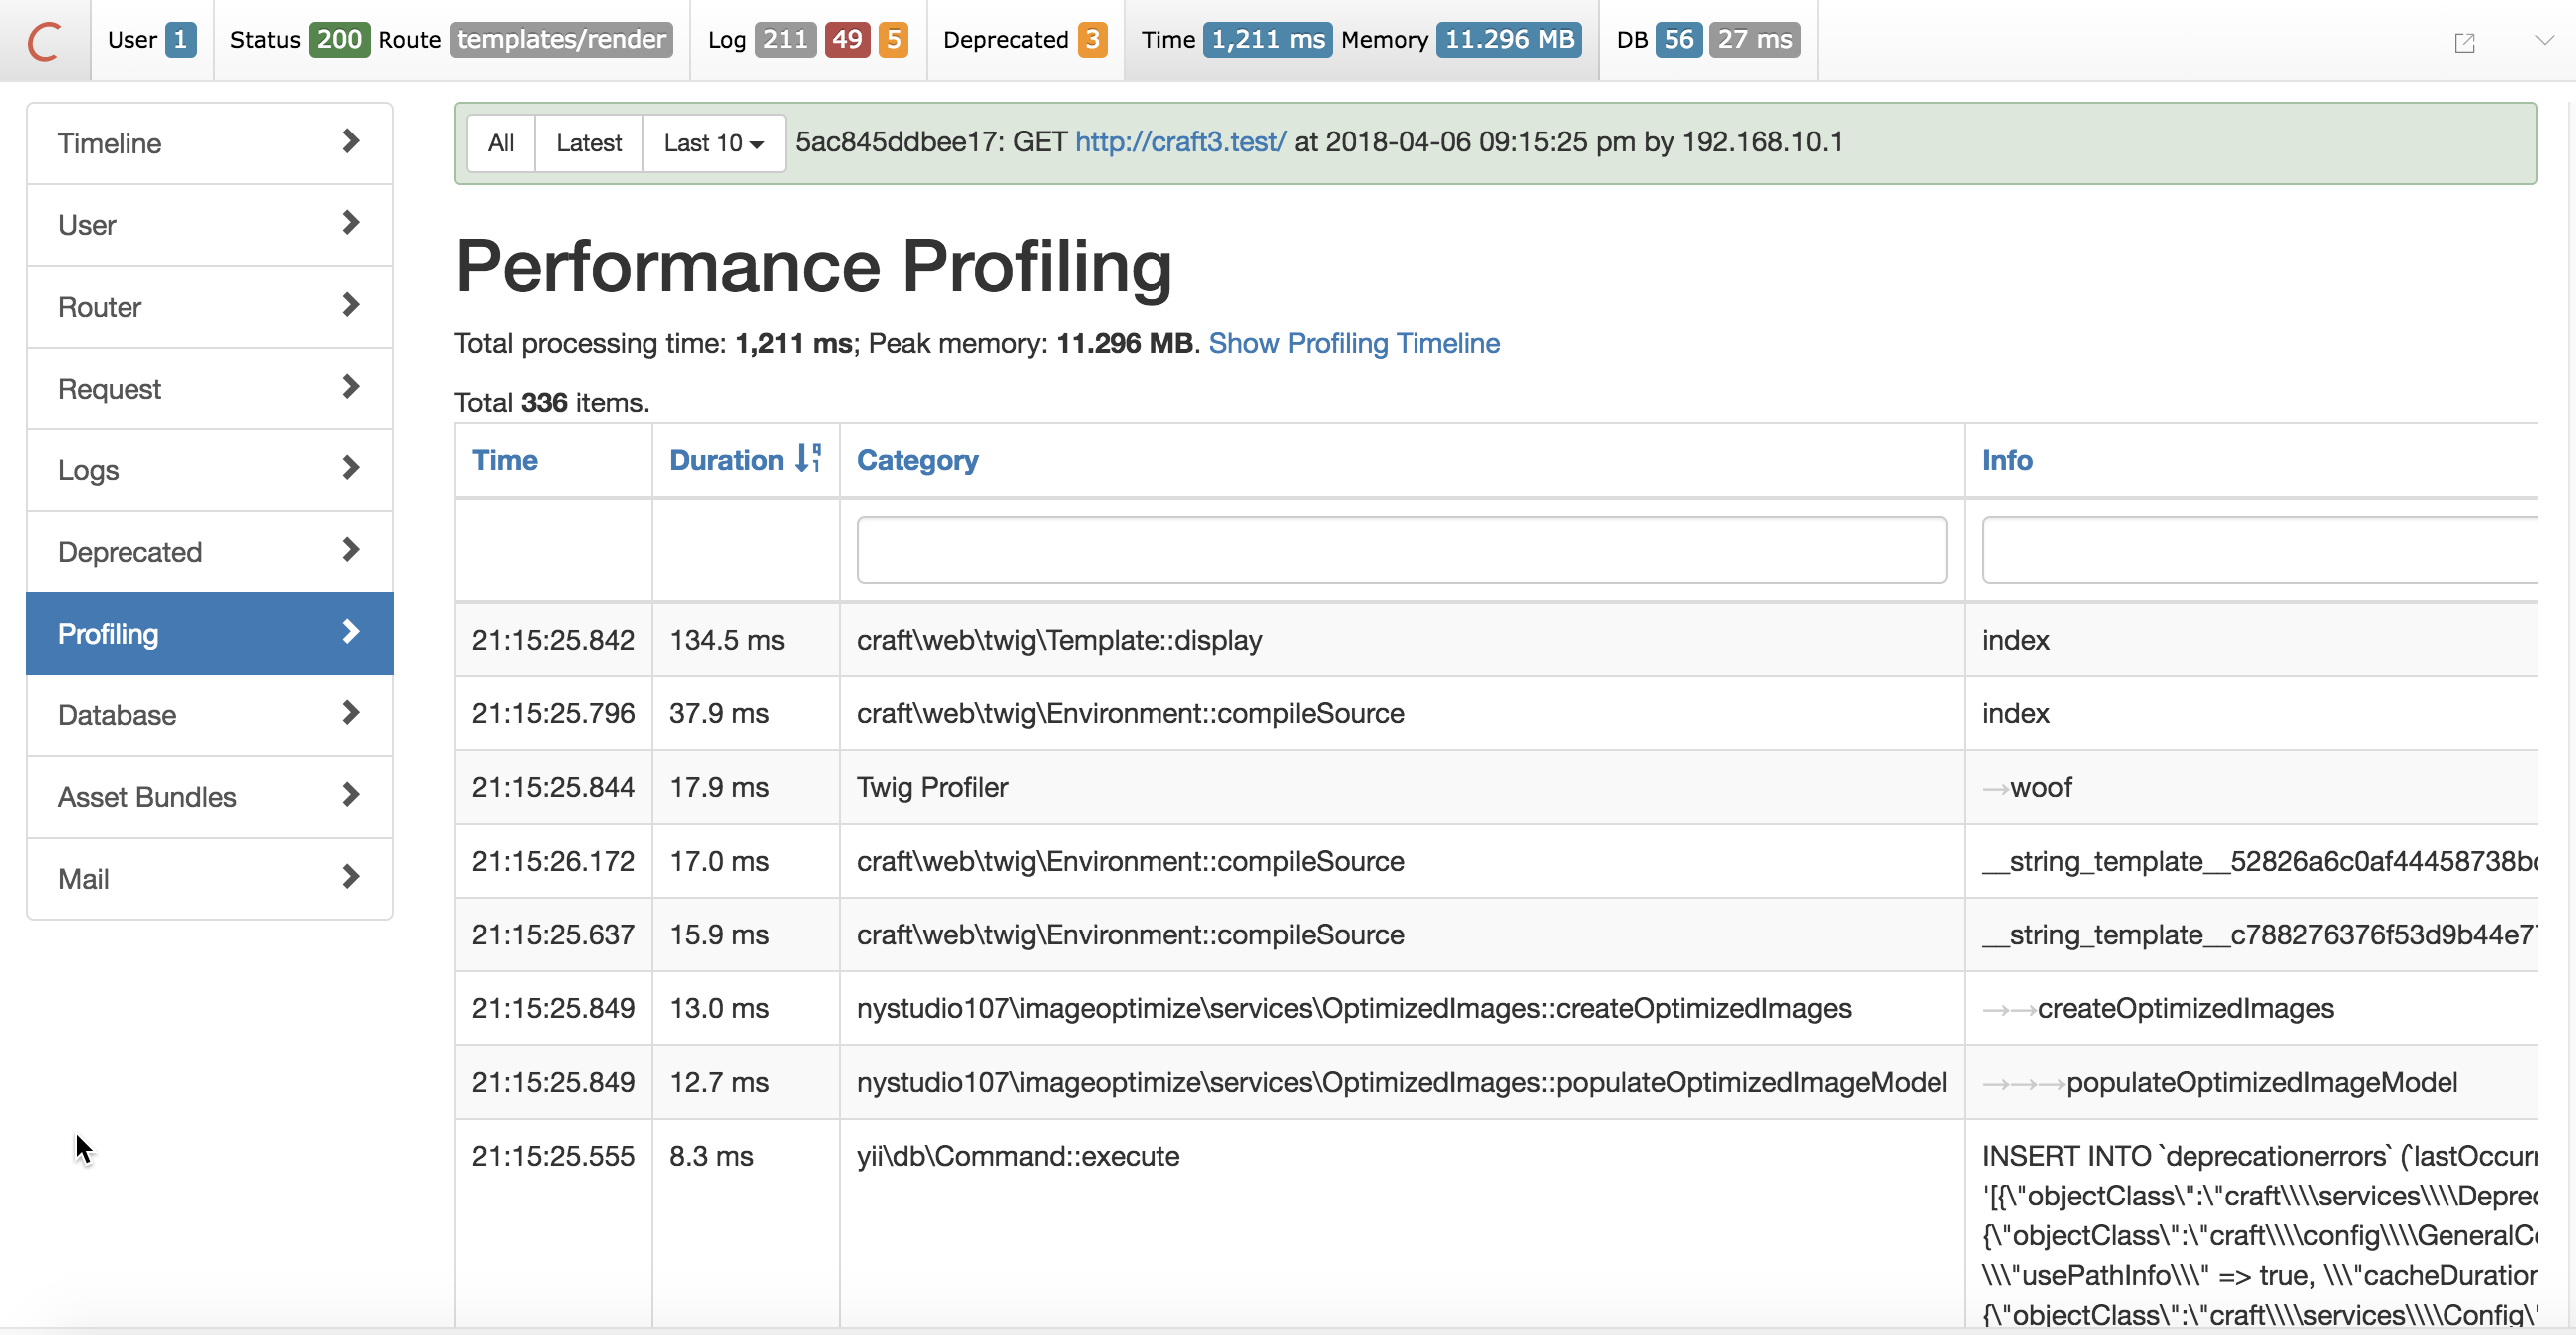 User 1 Status 200 Route templates/render Log 211 49 5 Deprecated 3 Time 1,211 ms Memory 11.296 MB DB 56 27 ms
Timeline
User
Router
Request
Logs
Deprecated
Profiling
Database
Asset Bundles
Mail
All Latest Last 10 5ac845ddbee17: GET http://craft3.test/ at 2018-04-06 09:15:25 pm by 192.168.10.1
Performance Profiling
Total processing time: 1,211 ms; Peak memory: 11.296 MB. Show Profiling Timeline
Total 336 items.
Time Duration Category Info
21:15:25.842 134.5 ms craft\web\twig\Template::display index
21:15:25.796 37.9 ms craft\web\twig\Environment::compileSource index
21:15:25.844 17.9 ms Twig Profiler →woof
21:15:26.172 17.0 ms craft\web\twig\Environment::compileSource __string_template__52826a6c0af44458738b
21:15:25.637 15.9 ms craft\web\twig\Environment::compileSource __string_template__c788276376f53d9b44e7
21:15:25.849 13.0 ms nystudio107\imageoptimize\services\OptimizedImages::createOptimizedImages →→createOptimizedImages
21:15:25.849 12.7 ms nystudio107\imageoptimize\services\OptimizedImages::populateOptimizedImageModel →→→populateOptimizedImageModel
21:15:25.555 8.3 ms yii\db\Command::execute INSERT INTO `deprecationerrors` (`lastOccur
'[{\"objectClass\":\"craft\\\\services\\\\Depre
{\"objectClass\":\"craft\\\\config\\\\GeneralC
\\\"usePathInfo\\\" => true, \\\"cacheDuration
{\"objectClass\":\"craft\\\\services\\\\Config\"